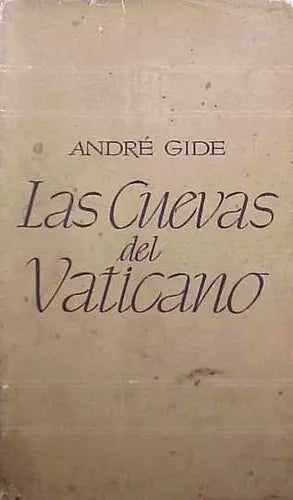 ANDRÉ GIDE
Las Cuevas
del
Vaticano